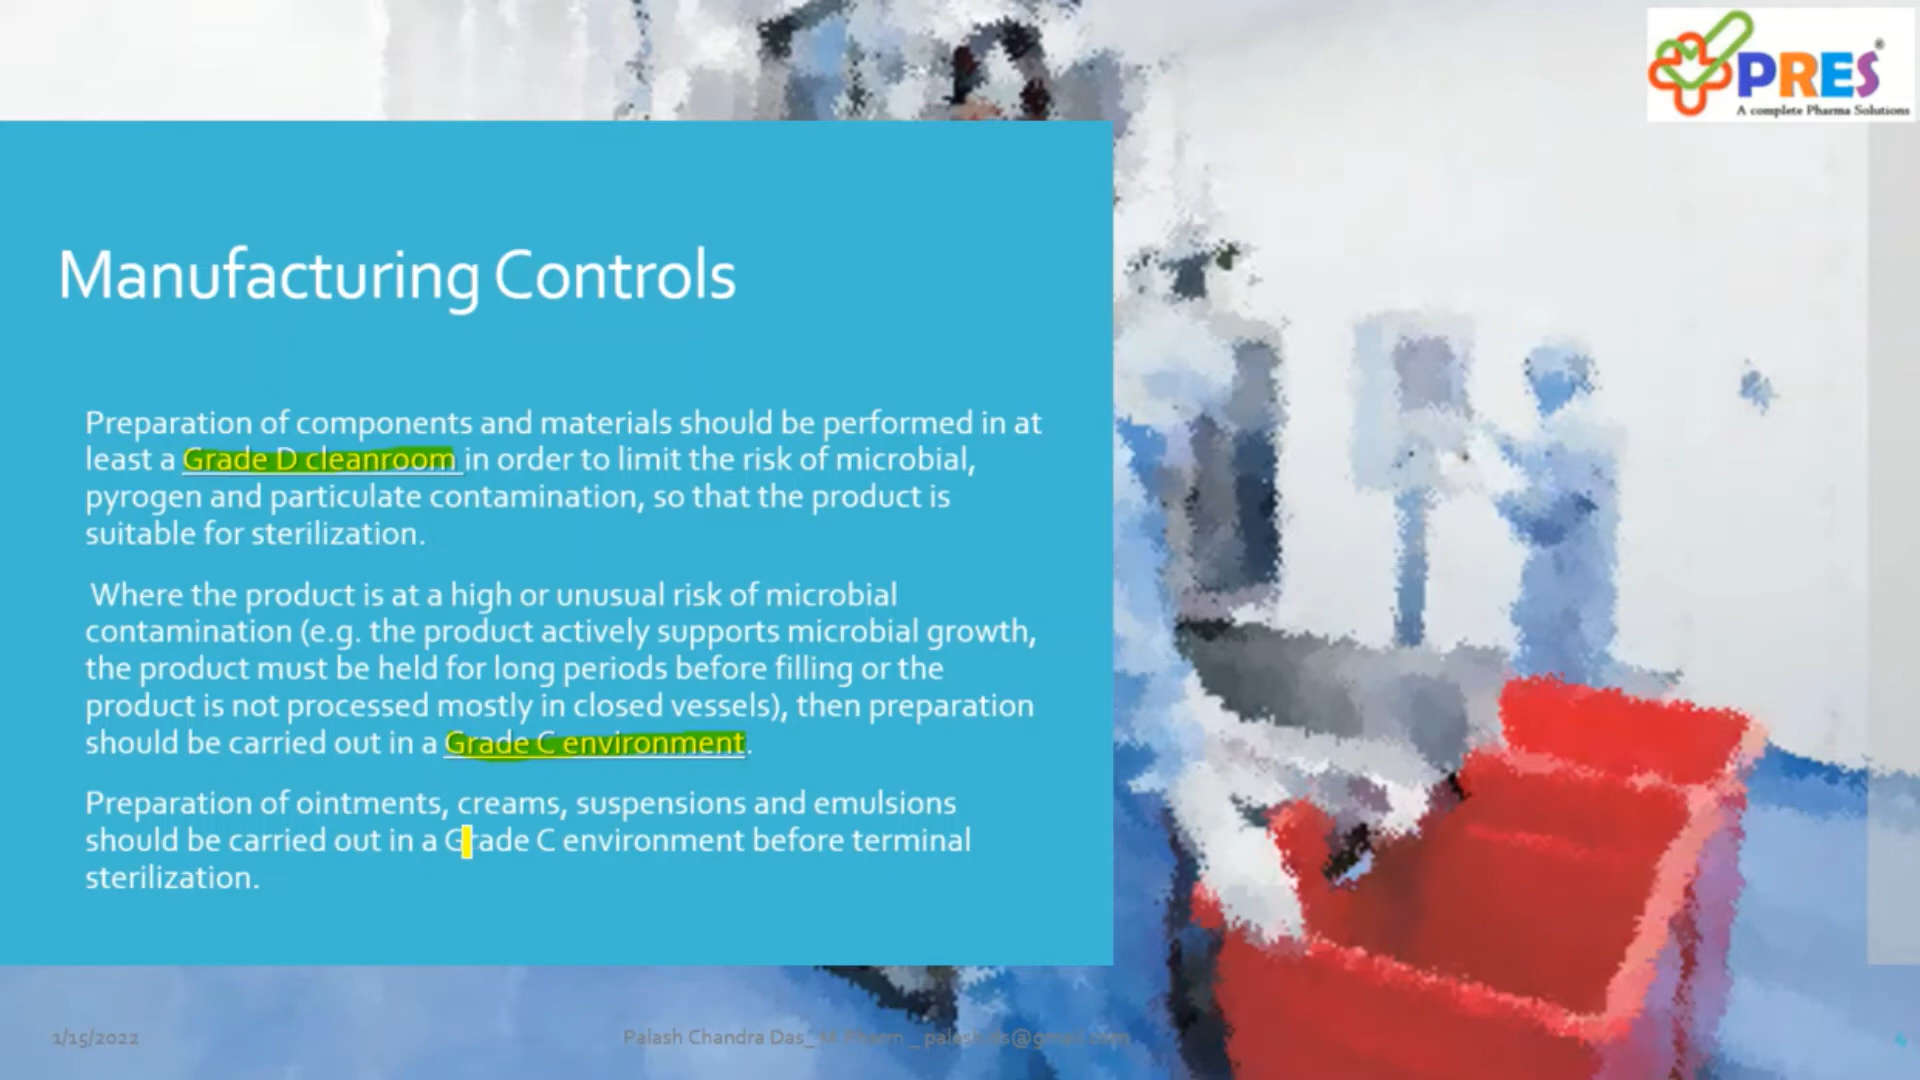 PRES®
A complete Pharma Solutions
Manufacturing Controls
Preparation of components and materials should be performed in at
least a Grade D cleanroom in order to limit the risk of microbial,
pyrogen and particulate contamination, so that the product is
suitable for sterilization.
Where the product is at a high or unusual risk of microbial
contamination (e.g. the product actively supports microbial growth,
the product must be held for long periods before filling or the
product is not processed mostly in closed vessels), then preparation
should be carried out in a Grade C environment.
Preparation of ointments, creams, suspensions and emulsions
should be carried out in a Grade C environment before terminal
sterilization.
1/15/2022
Palash Chandra Das_ M Pharm _